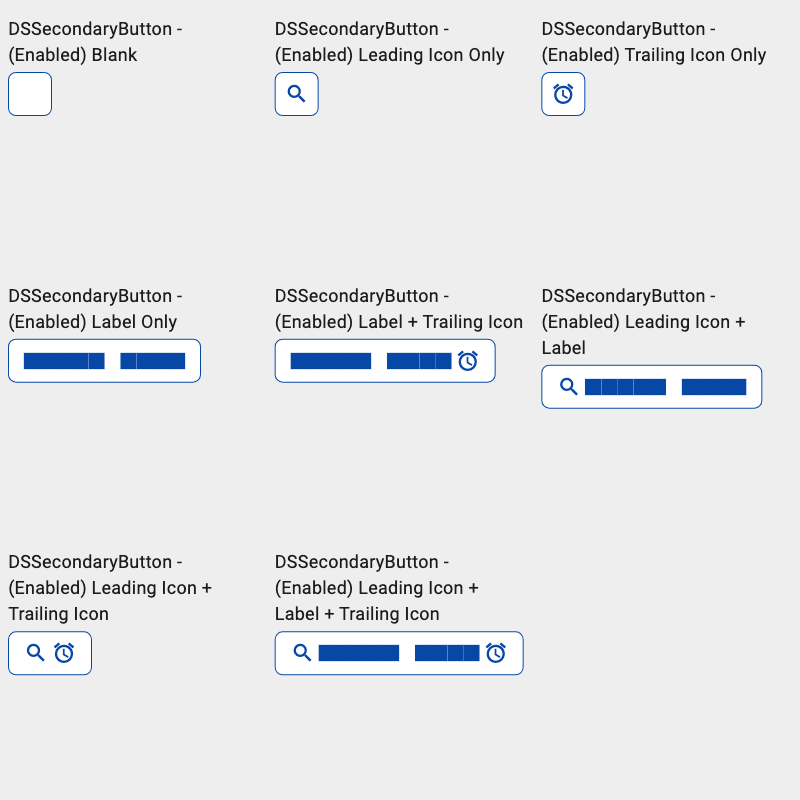 DSSecondaryButton -
(Enabled) Blank
DSSecondaryButton -
(Enabled) Leading Icon Only
DSSecondaryButton -
(Enabled) Trailing Icon Only
DSSecondaryButton -
(Enabled) Label Only
DSSecondaryButton -
(Enabled) Label + Trailing Icon
DSSecondaryButton -
(Enabled) Leading Icon +
Label
DSSecondaryButton -
(Enabled) Leading Icon +
Trailing Icon
DSSecondaryButton -
(Enabled) Leading Icon +
Label + Trailing Icon